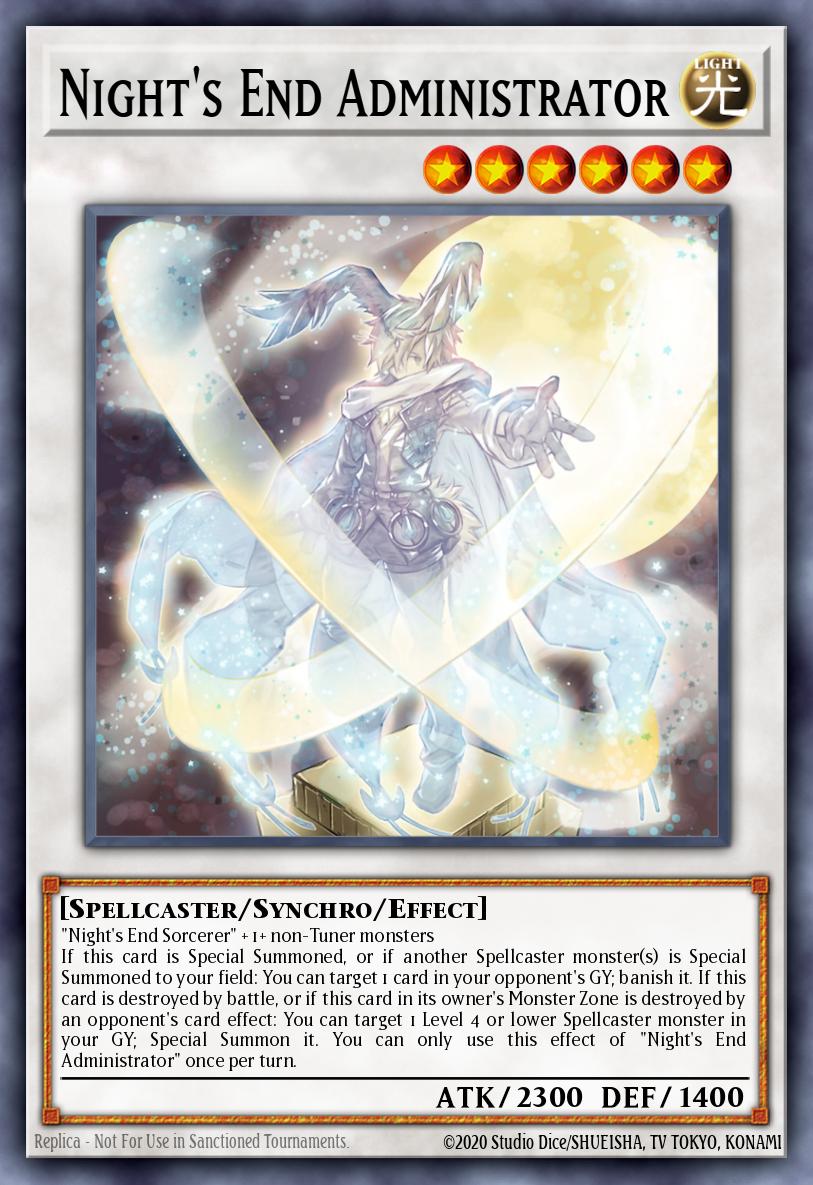 Night's End Administrator
LIGHT
光
[Spellcaster/Synchro/Effect]
"Night's End Sorcerer" + 1+ non-Tuner monsters
If this card is Special Summoned, or if another Spellcaster monster(s) is Special
Summoned to your field: You can target 1 card in your opponent's GY; banish it. If this
card is destroyed by battle, or if this card in its owner's Monster Zone is destroyed by
an opponent's card effect: You can target 1 Level 4 or lower Spellcaster monster in
your GY; Special Summon it. You can only use this effect of "Night's End
Administrator" once per turn.
ATK/2300 DEF/1400
Replica - Not For Use in Sanctioned Tournaments.
©2020 Studio Dice/SHUEISHA, TV TOKYO, KONAMI